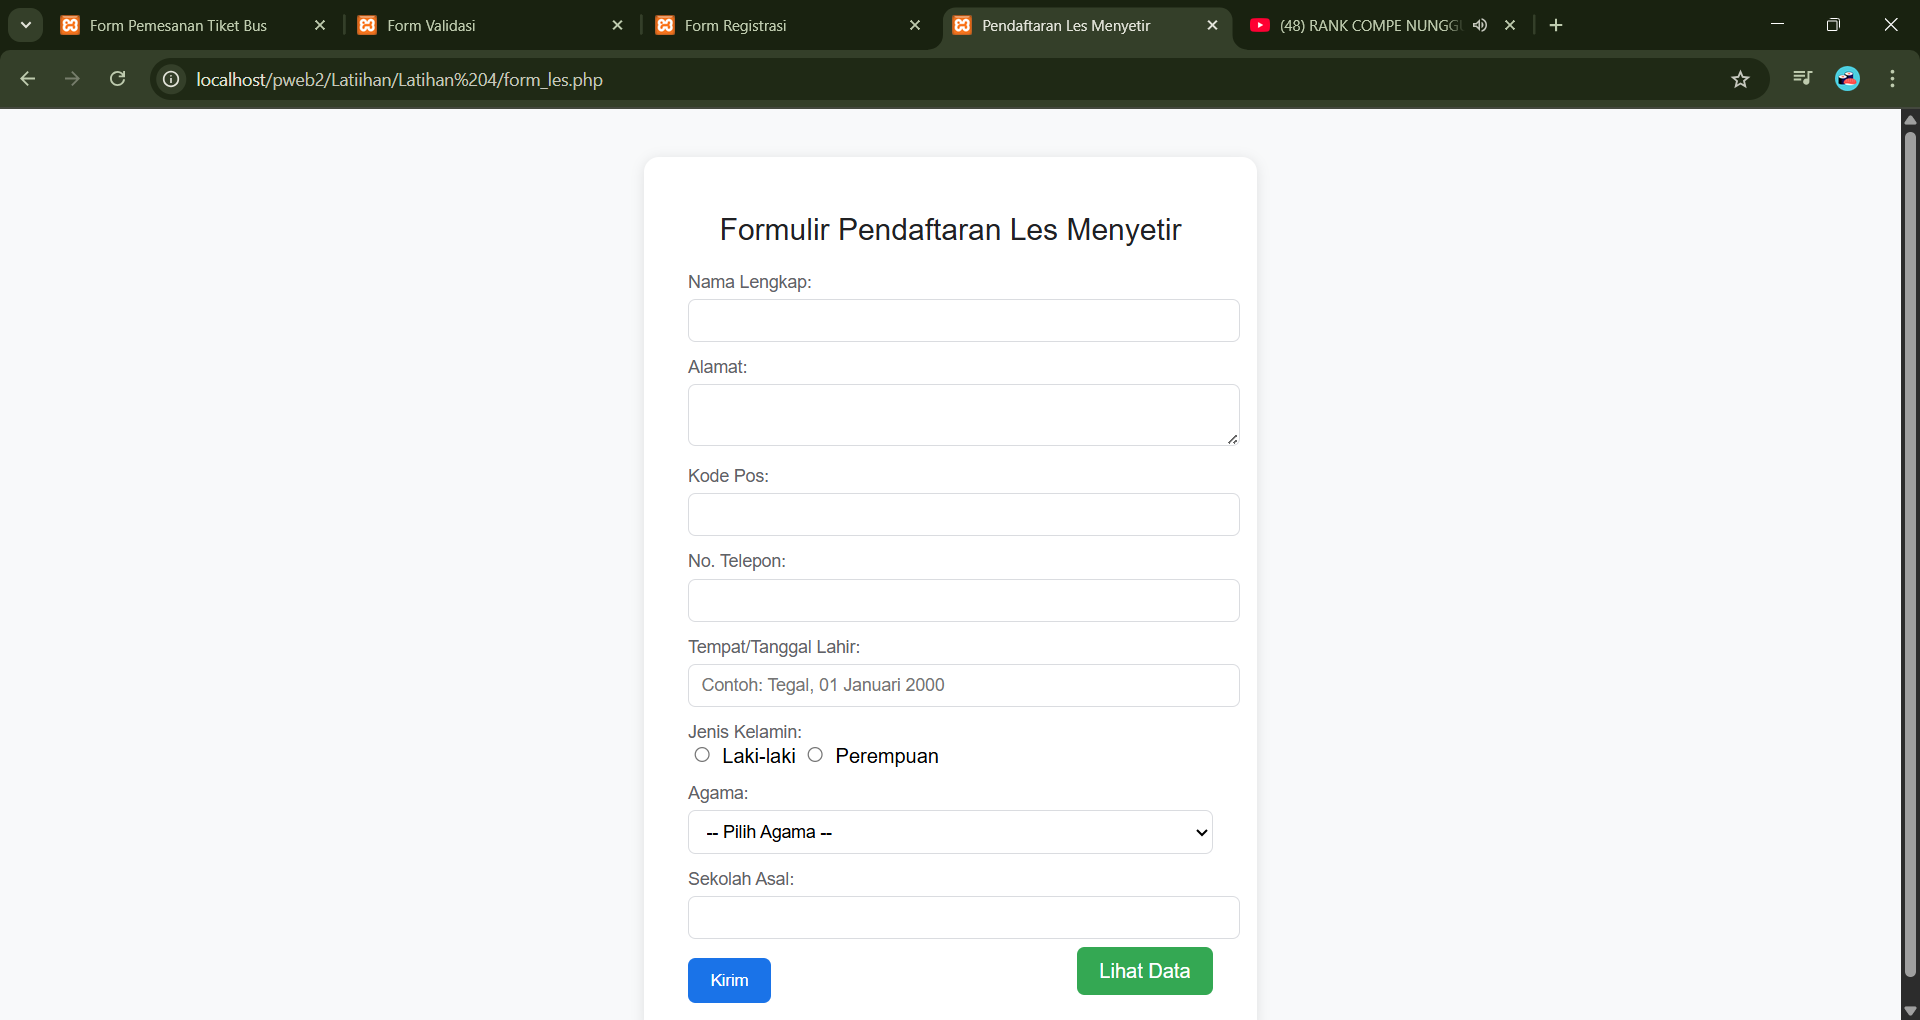 Form Pemesanan Tiket Bus
Form Validasi
Form Registrasi
Pendaftaran Les Menyetir
(48) RANK COMPE NUNGG
localhost/pweb2/Latiihan/Latihan%204/form_les.php
Formulir Pendaftaran Les Menyetir
Nama Lengkap:
Alamat:
Kode Pos:
No. Telepon:
Tempat/Tanggal Lahir:
Contoh: Tegal, 01 Januari 2000
Jenis Kelamin:
Laki-laki Perempuan
Agama:
-- Pilih Agama --
Sekolah Asal:
Kirim
Lihat Data